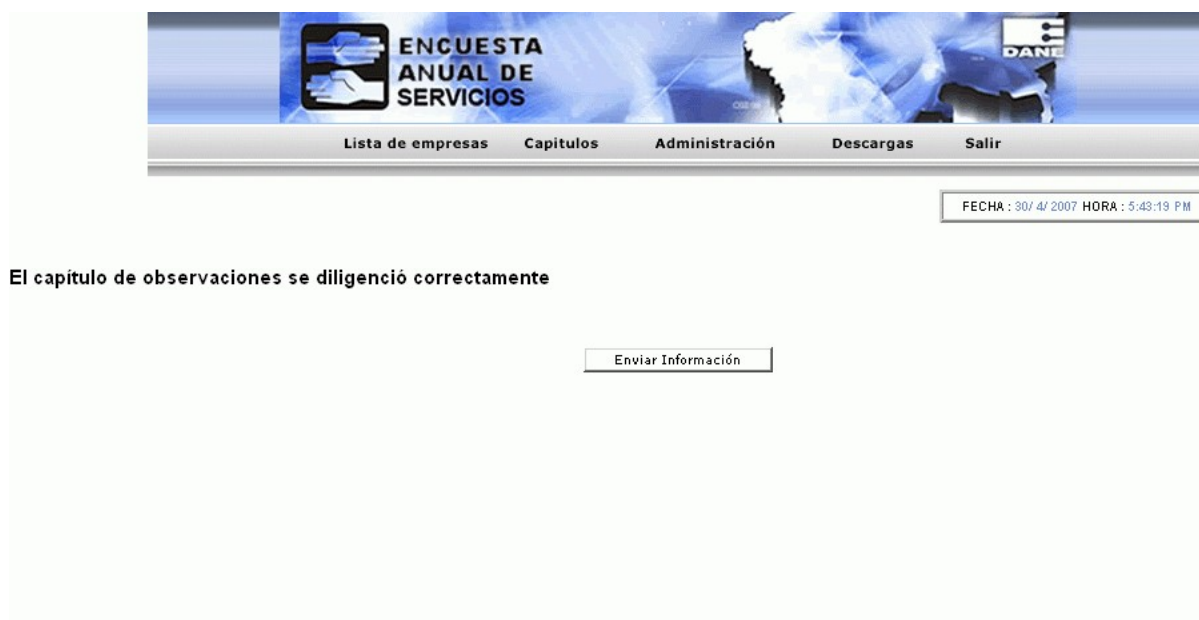 ENCUESTA
ANUAL DE
SERVICIOS
DANE
Lista de empresas Capitulos Administración Descargas Salir
FECHA : 30/ 4/ 2007 HORA : 5:43:19 PM
El capítulo de observaciones se diligenció correctamente
Enviar Información